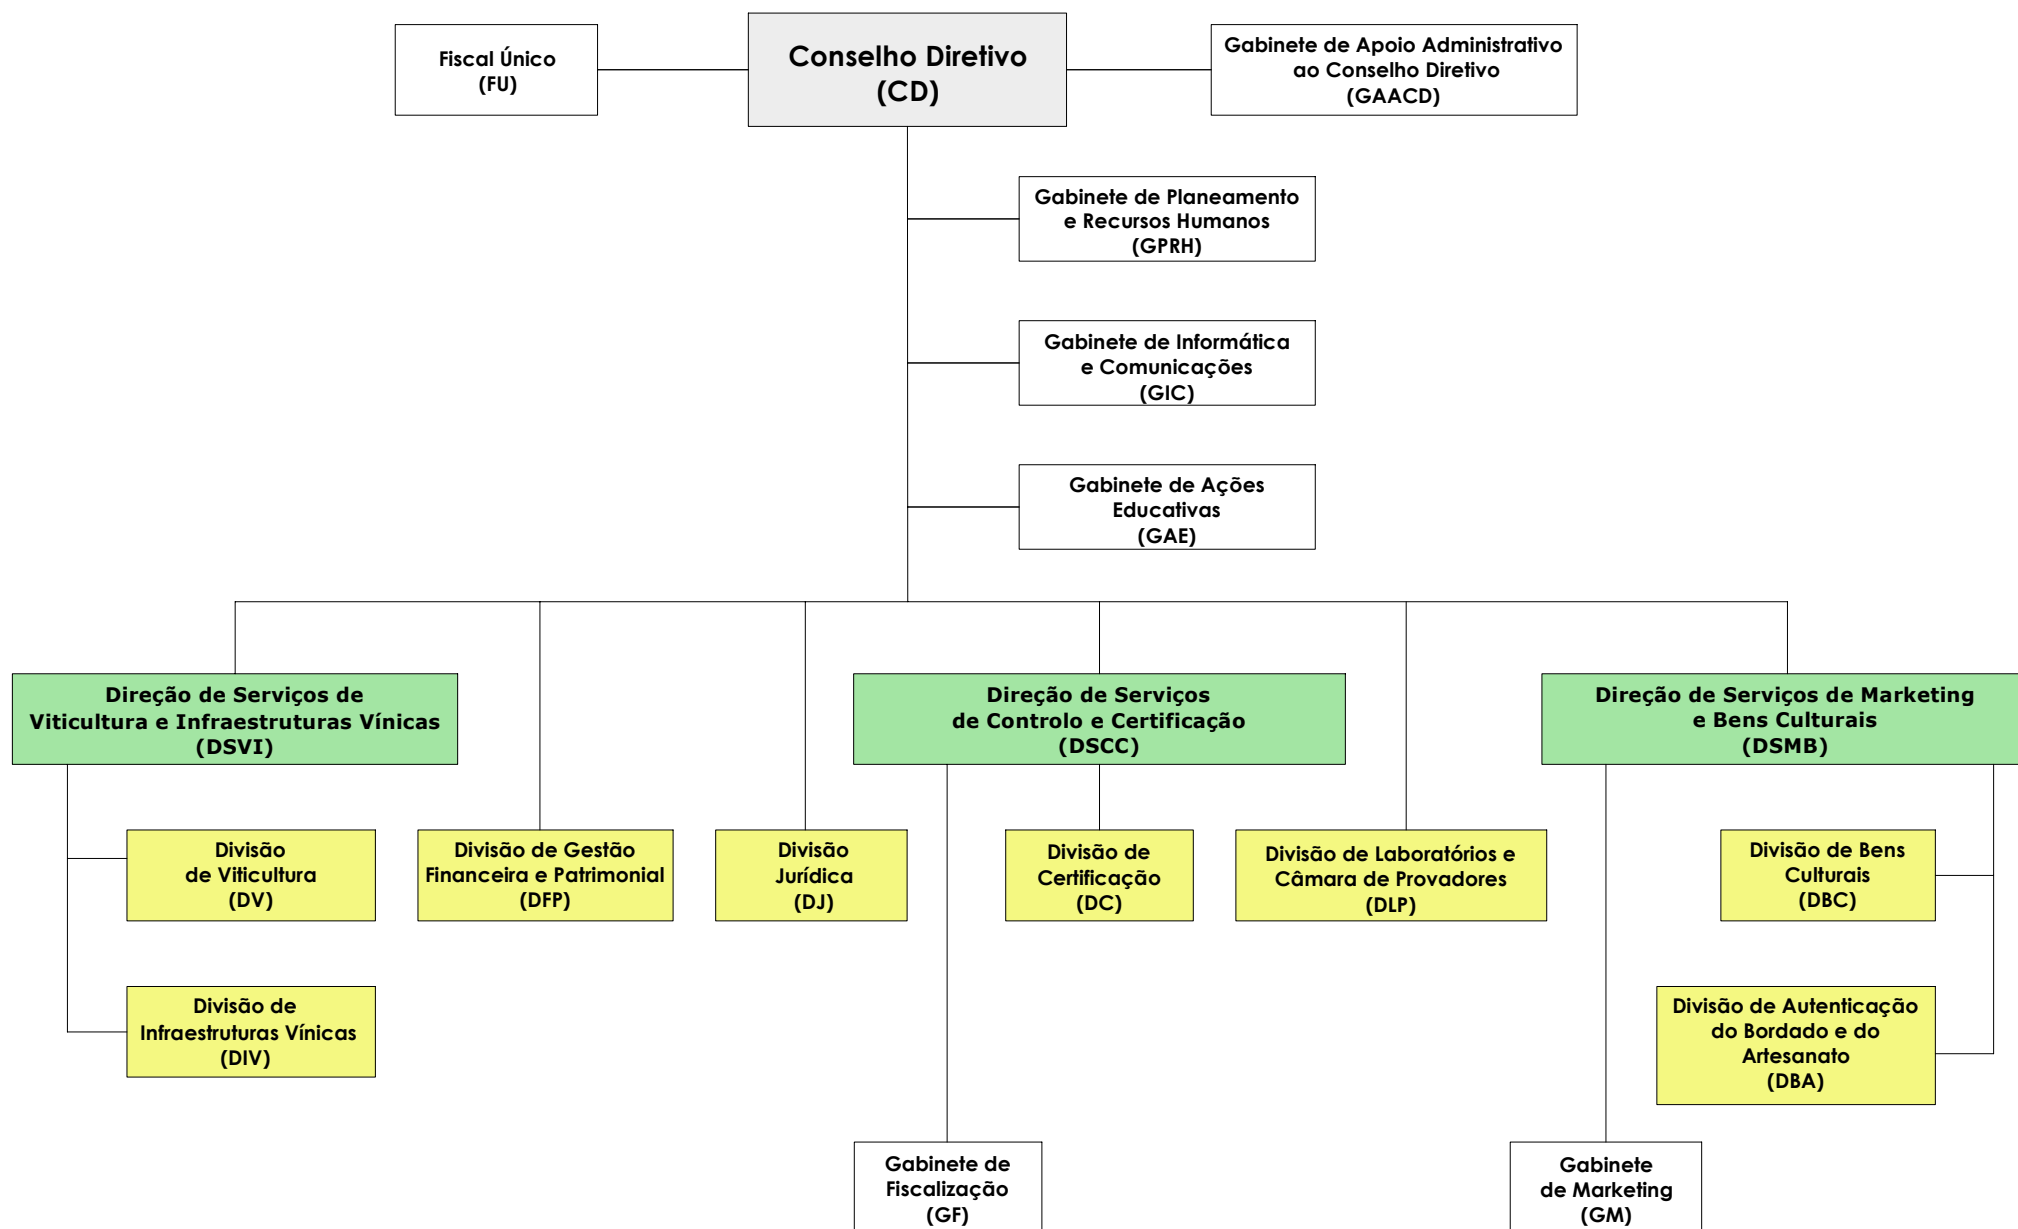 Fiscal Único
(FU)
Conselho Diretivo
(CD)
Gabinete de Apoio Administrativo
ao Conselho Diretivo
(GAACD)
Gabinete de Planeamento
e Recursos Humanos
(GPRH)
Gabinete de Informática
e Comunicações
(GIC)
Gabinete de Ações
Educativas
(GAE)
Direção de Serviços de
Viticultura e Infraestruturas Vínicas
(DSVI)
Direção de Serviços
de Controlo e Certificação
(DSCC)
Direção de Serviços de Marketing
e Bens Culturais
(DSMB)
Divisão
de Viticultura
(DV)
Divisão de Gestão
Financeira e Patrimonial
(DFP)
Divisão
Jurídica
(DJ)
Divisão de
Certificação
(DC)
Divisão de Laboratórios e
Câmara de Provadores
(DLP)
Divisão de Bens
Culturais
(DBC)
Divisão de
Infraestruturas Vínicas
(DIV)
Divisão de Autenticação
do Bordado e do
Artesanato
(DBA)
Gabinete de
Fiscalização
(GF)
Gabinete
de Marketing
(GM)